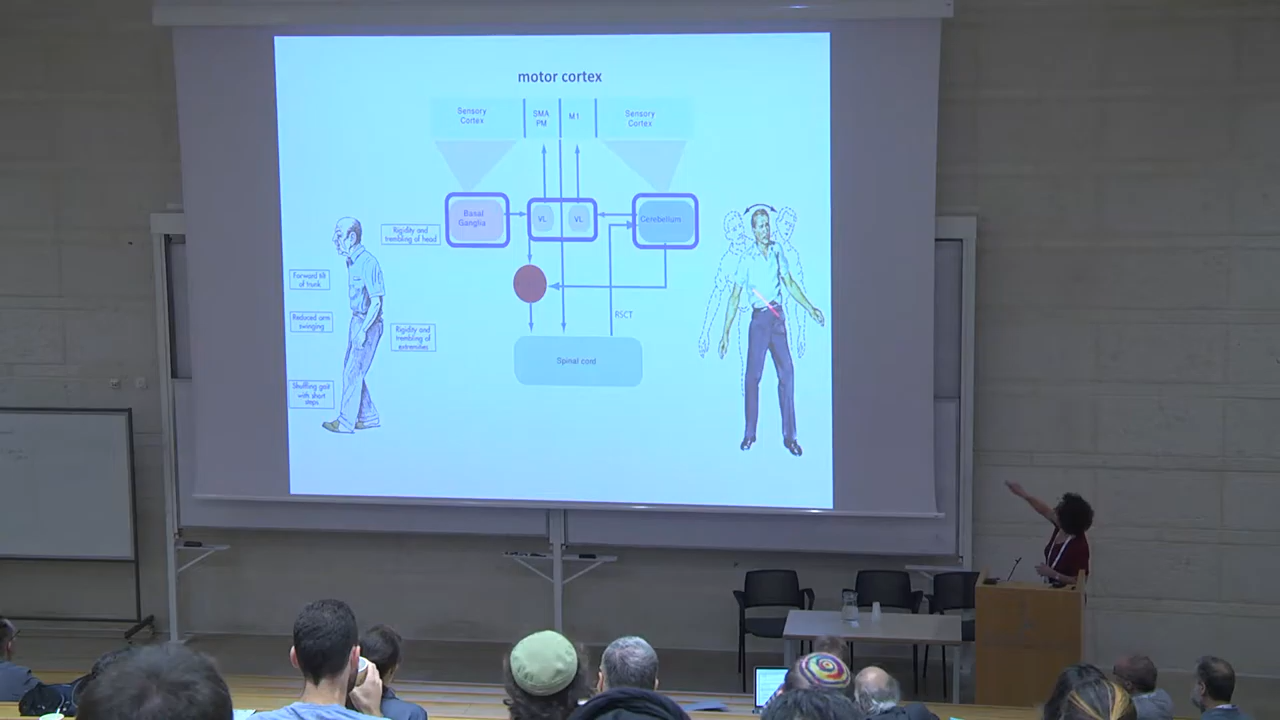 motor cortex
Sensory
Cortex
SMA
PM
M1
Sensory
Cortex
Basal
Ganglia
VL
VL
Cerebellum
Rigidity and
trembling of head
Forward tilt
of trunk
Reduced arm
swinging
Rigidity and
trembling of
extremities
Shuffling gait
with short
steps
RSCT
Spinal cord